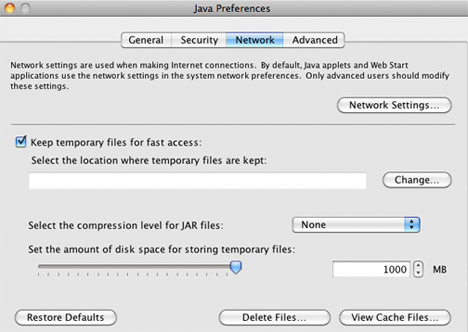 Java Preferences
General Security Network Advanced
Network settings are used when making Internet connections. By default, Java applets and Web Start
applications use the network settings in the system network preferences. Only advanced users should modify
these settings.
Network Settings...
Keep temporary files for fast access:
Select the location where temporary files are kept:
Change...
Select the compression level for JAR files: None
Set the amount of disk space for storing temporary files:
1000 MB
Restore Defaults Delete Files... View Cache Files...